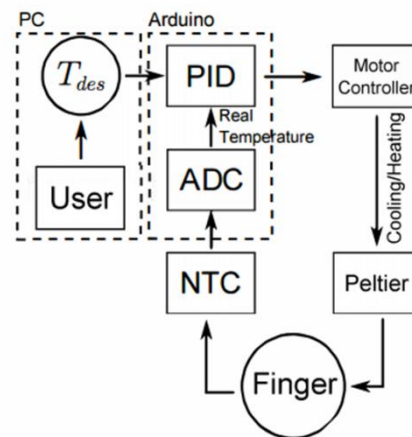 PC
Arduino
T_des
PID
Motor
Controller
Real
Temperature
User
ADC
Cooling/Heating
NTC
Peltier
Finger